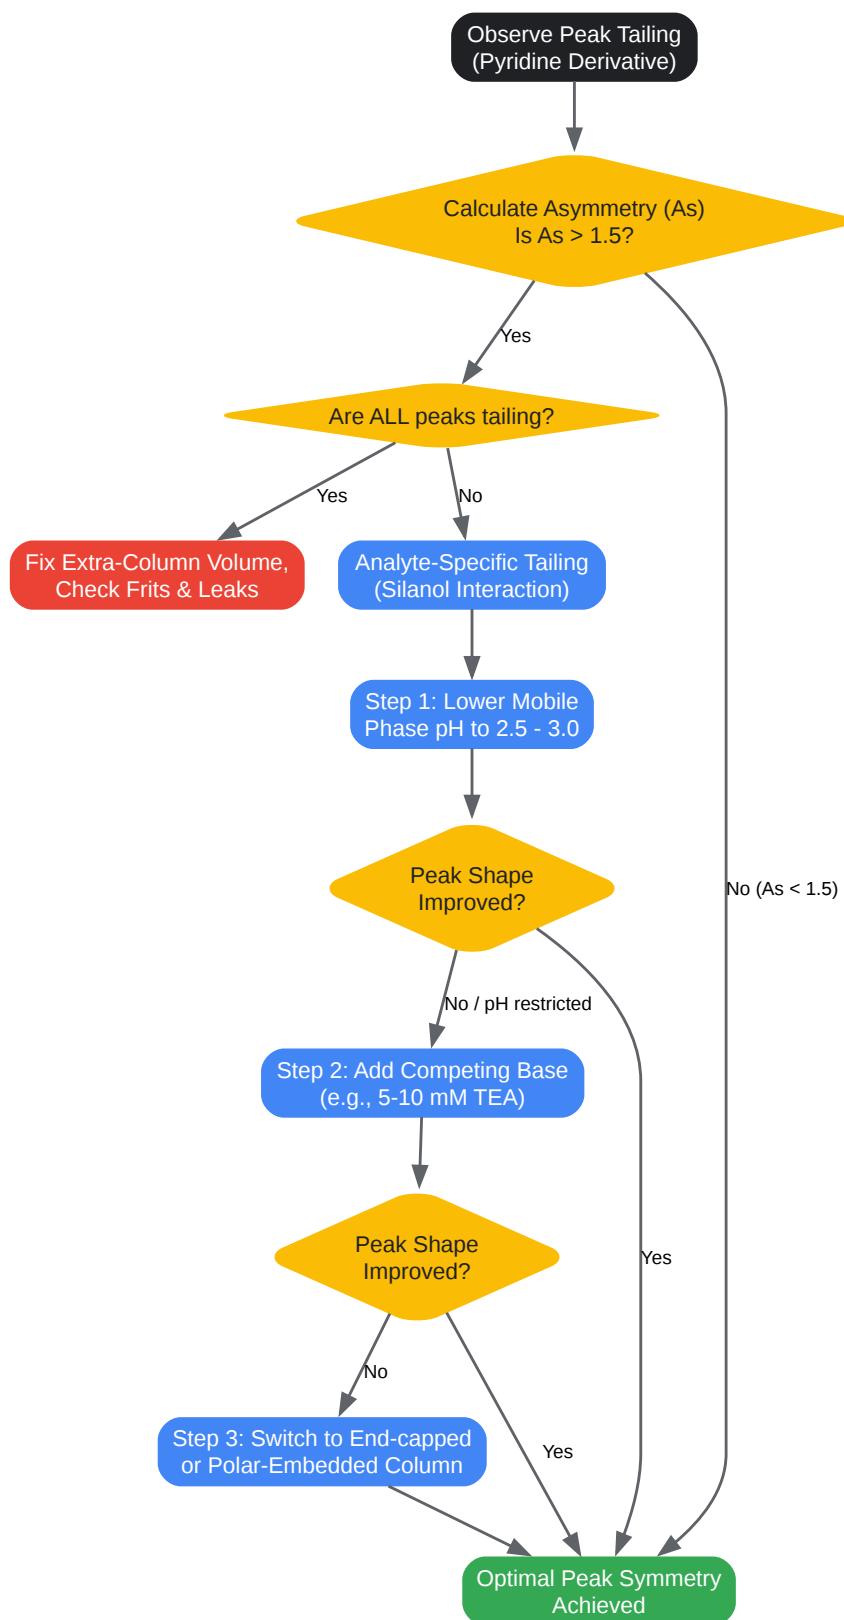 Observe Peak Tailing
(Pyridine Derivative)
Calculate Asymmetry (As)
Is As > 1.5?
Yes
Are ALL peaks tailing?
Yes
No
Fix Extra-Column Volume,
Check Frits & Leaks
Analyte-Specific Tailing
(Silanol Interaction)
Step 1: Lower Mobile
Phase pH to 2.5 - 3.0
Peak Shape
Improved?
No (As < 1.5)
No / pH restricted
Step 2: Add Competing Base
(e.g., 5-10 mM TEA)
Peak Shape
Improved?
Yes
No
Step 3: Switch to End-capped
or Polar-Embedded Column
Yes
Optimal Peak Symmetry
Achieved